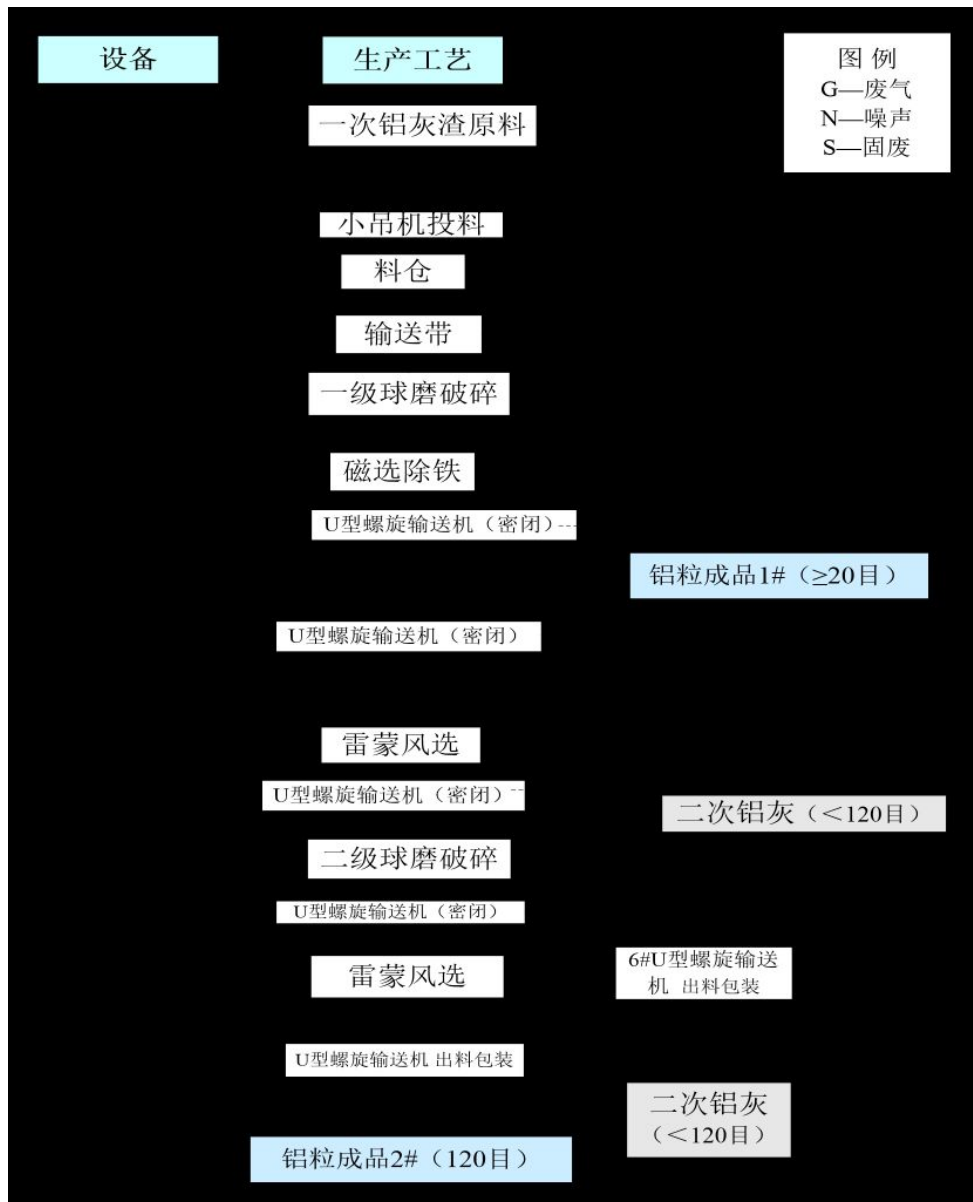 设备
生产工艺
图 例
G—废气
N—噪声
S—固废
一次铝灰渣原料
小吊机投料
料仓
输送带
一级球磨破碎
磁选除铁
U型螺旋输送机（密闭）
铝粒成品1#（≥20目）
U型螺旋输送机（密闭）
雷蒙风选
U型螺旋输送机（密闭）
二次铝灰（＜120目）
二级球磨破碎
U型螺旋输送机（密闭）
雷蒙风选
6#U型螺旋输送
机 出料包装
U型螺旋输送机 出料包装
二次铝灰
（＜120目）
铝粒成品2#（120目）